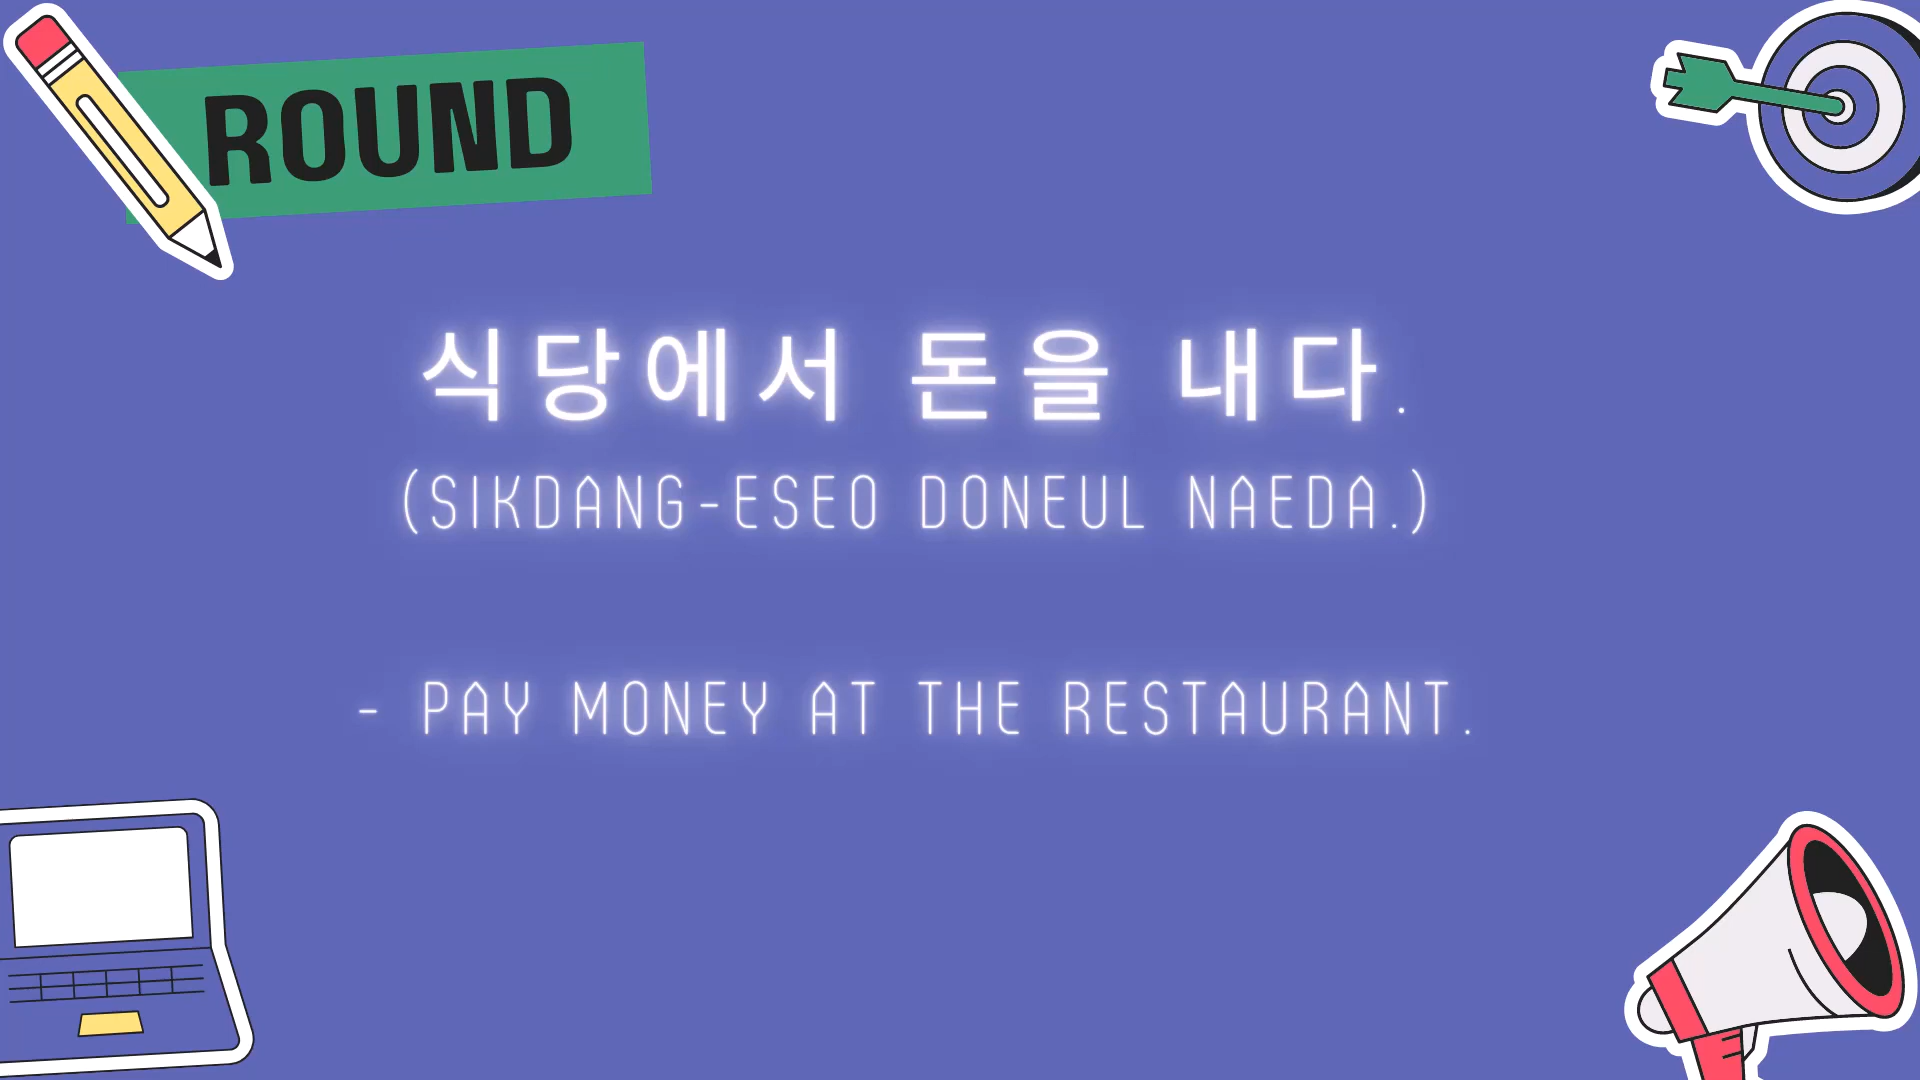 ROUND
식당에서 돈을 내다.
(SIKDANG-ESEO DONEUL NAEDA.)
- PAY MONEY AT THE RESTAURANT.